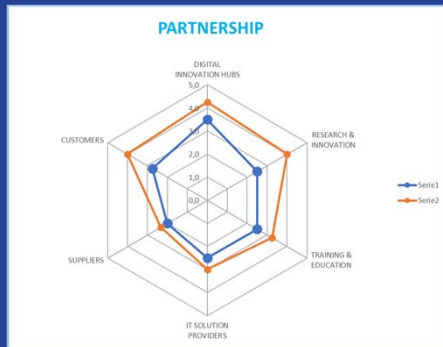 PARTNERSHIP
DIGITAL
INNOVATION HUBS
5,0
4,0
3,0
2,0
1,0
0,0
CUSTOMERS
RESEARCH &
INNOVATION
Serie1
Serie2
SUPPLIERS
TRAINING &
EDUCATION
IT SOLUTION
PROVIDERS